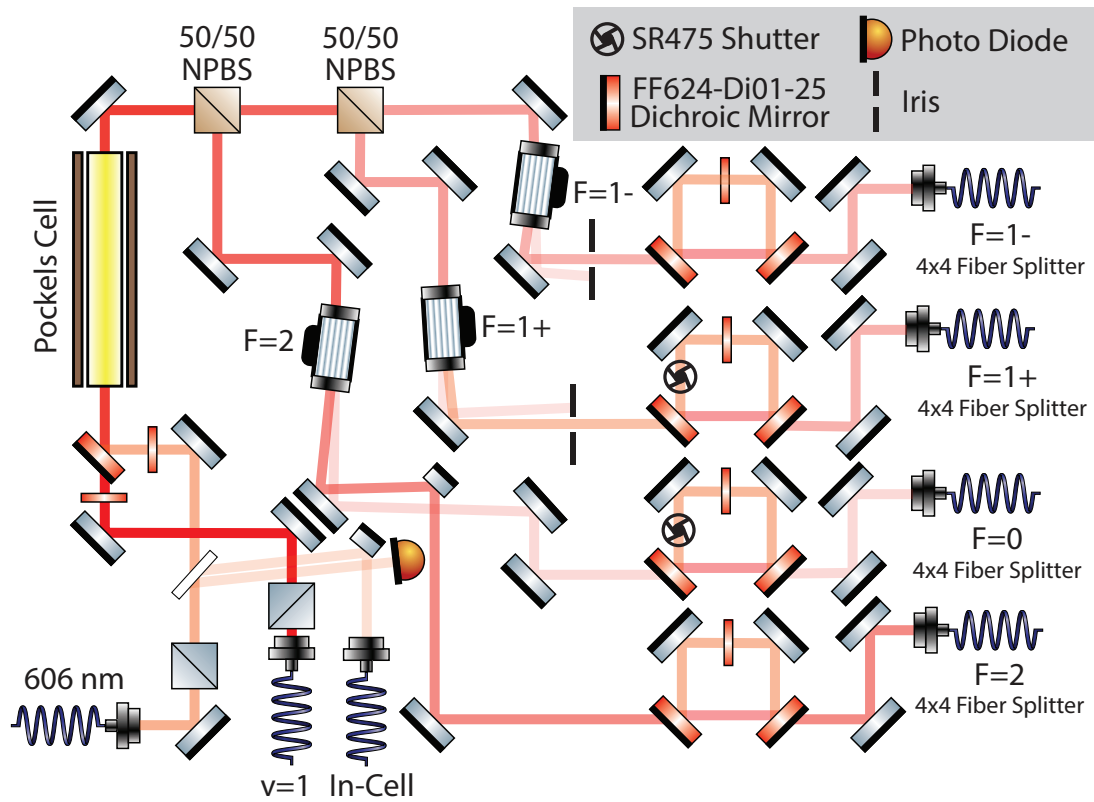 50/50
NPBS
50/50
NPBS
SR475 Shutter
Photo Diode
FF624-Di01-25
Dichroic Mirror
Iris
Pockels Cell
F=1-
F=1-
4x4 Fiber Splitter
F=2
F=1+
F=1+
4x4 Fiber Splitter
F=0
4x4 Fiber Splitter
606 nm
F=2
4x4 Fiber Splitter
v=1
In-Cell